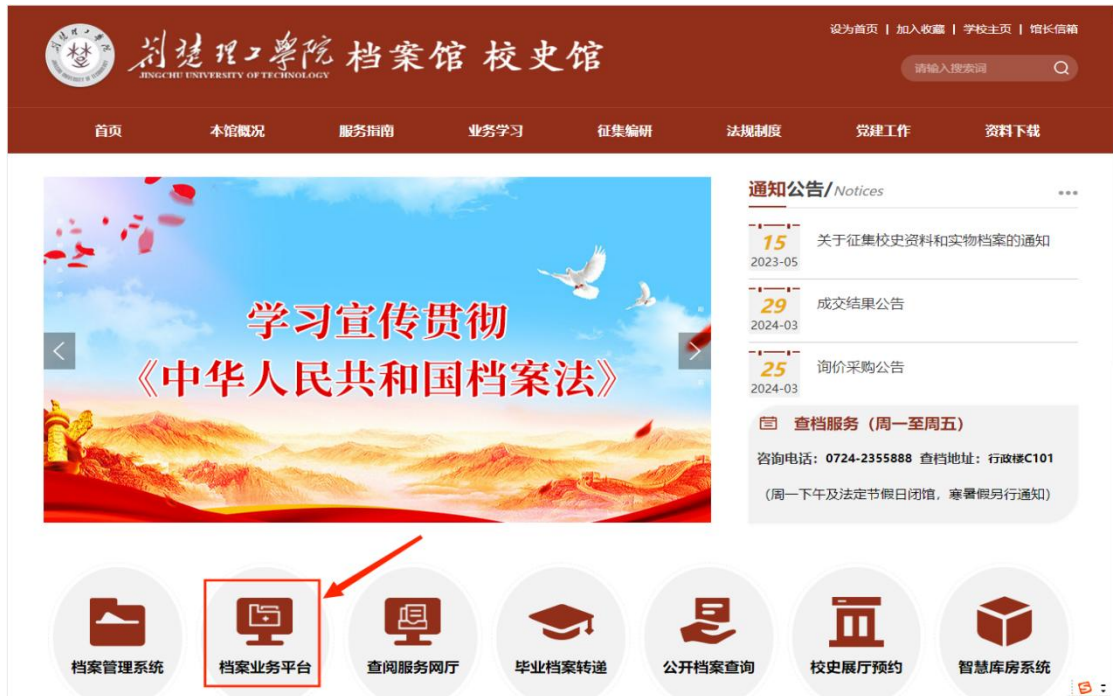 设为首页 | 加入收藏 | 学校主页 | 馆长信箱
荆楚理工学院 档案馆 校史馆
JINGCHU UNIVERSITY OF TECHNOLOGY
请输入搜索词
首页 本馆概况 服务指南 业务学习 征集编研 法规制度 党建工作 资料下载
学习宣传贯彻
《中华人民共和国档案法》
通知公告/Notices
15
2023-05
关于征集校史资料和实物档案的通知
29
2024-03
成交结果公告
25
2024-03
询价采购公告
查档服务（周一至周五）
咨询电话：0724-2355888 查档地址：行政楼C101
（周一下午及法定节假日闭馆，寒暑假另行通知）
档案管理系统 档案业务平台 查阅服务网厅 毕业档案转递 公开档案查询 校史展厅预约 智慧库房系统